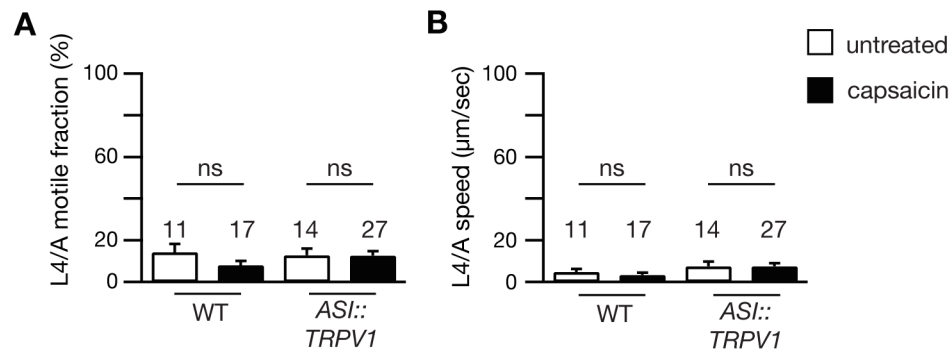 A
L4/A motile fraction (%)
100
60
20
0
ns
ns
11
17
14
27
WT
ASI::
TRPV1
B
L4/A speed (µm/sec)
100
60
20
0
ns
ns
11
17
14
27
WT
ASI::
TRPV1
untreated
capsaicin